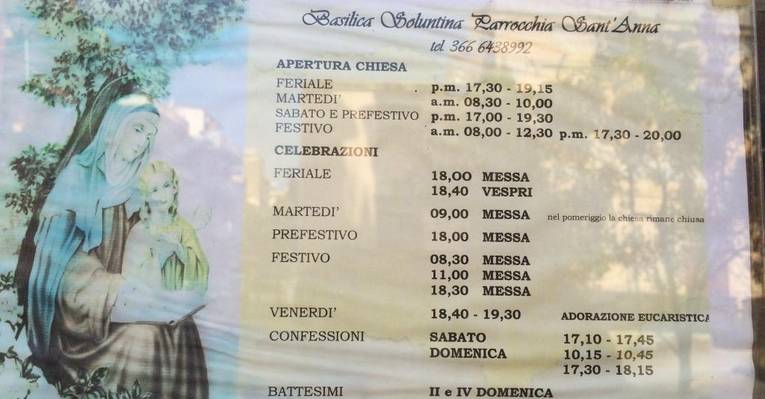 Basilica Soluntina Parrocchia Sant'Anna
tel. 366 6438992
APERTURA CHIESA
FERIALE p.m. 17,30 - 19,15
MARTEDI' a.m. 08,30 - 10,00
SABATO E PREFESTIVO p.m. 17,00 - 19,30
FESTIVO a.m. 08,00 - 12,30 p.m. 17,30 - 20,00
CELEBRAZIONI
FERIALE 18,00 MESSA
18,40 VESPRI
MARTEDI' 09,00 MESSA nel pomeriggio la chiesa rimane chiusa
PREFESTIVO 18,00 MESSA
FESTIVO 08,30 MESSA
11,00 MESSA
18,30 MESSA
VENERDI' 18,40 - 19,30 ADORAZIONE EUCARISTICA
CONFESSIONI SABATO 17,10 - 17,45
DOMENICA 10,15 - 10,45
17,30 - 18,15
BATTESIMI II e IV DOMENICA